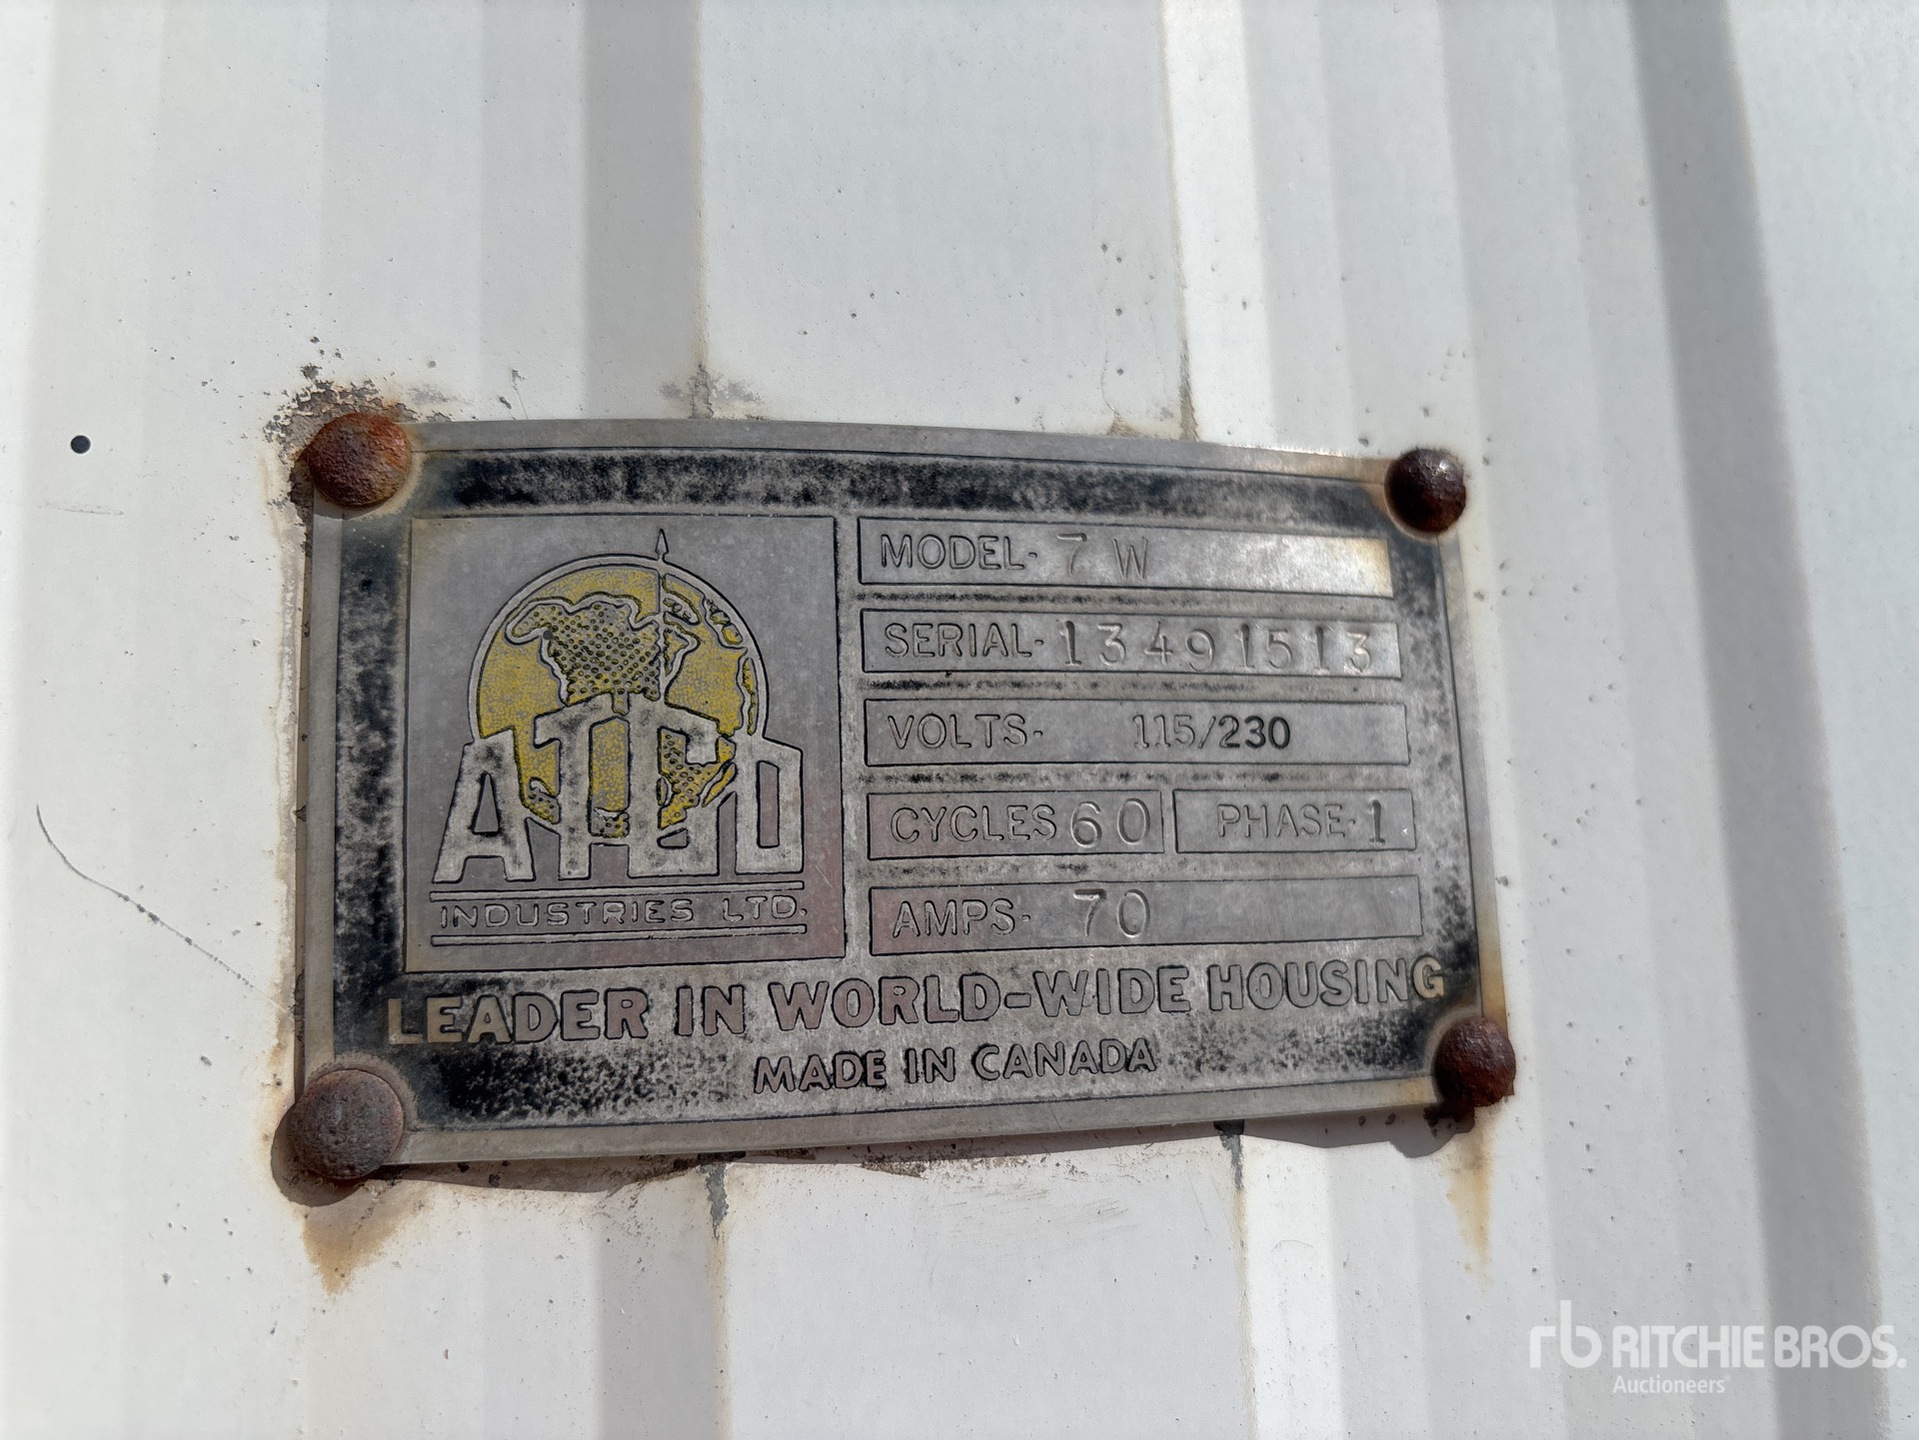 ATCO
INDUSTRIES LTD.
MODEL- 7 W
SERIAL- 13491513
VOLTS- 115/230
CYCLES 60 PHASE- 1
AMPS- 70
LEADER IN WORLD-WIDE HOUSING
MADE IN CANADA
rb RITCHIE BROS.
Auctioneers